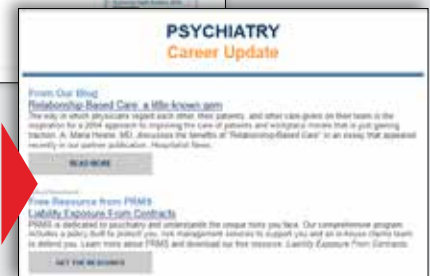 PSYCHIATRY
Career Update
From Our Blog
Relationship-Based Care, a little-known gem
The way in which physicians regard each other, their patients, and other care givers on their team is the
inspiration for a 2004 approach to improving the care of patients and workplace morale that is just gaining
traction. A. Maria Hester, MD, discusses the benefits of "Relationship-Based Care" in an essay that appeared
recently in our partner publication, Hospitalist News.
READ MORE
Free Resource from PRMS
Liability Exposure From Contracts
PRMS is dedicated to psychiatry and understands the unique risks you face. Our comprehensive program
includes a policy built to protect you, risk management services to support you and an in-house claims team
to defend you. Learn more about PRMS and download our free resource, Liability Exposure From Contracts.
GET THE RESOURCE